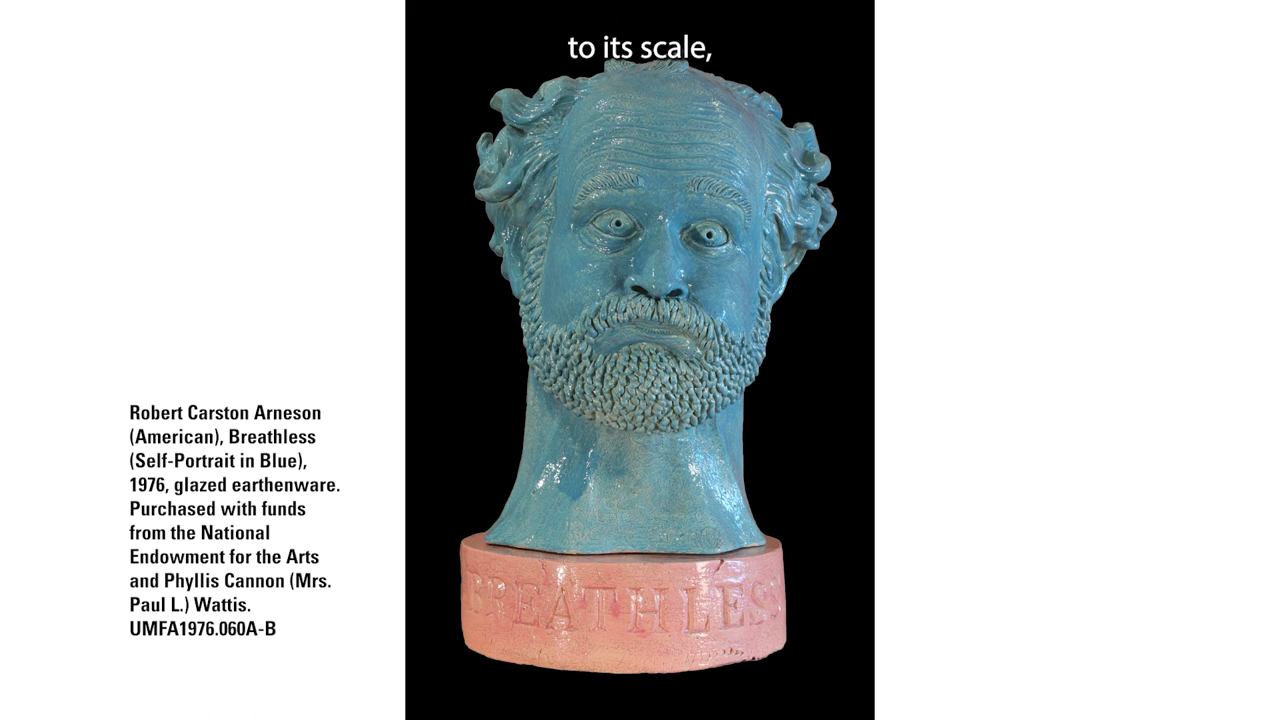 to its scale,
Robert Carston Arneson
(American), Breathless
(Self-Portrait in Blue),
1976, glazed earthenware.
Purchased with funds
from the National
Endowment for the Arts
and Phyllis Cannon (Mrs.
Paul L.) Wattis.
UMFA1976.060A-B
BREATHLESS